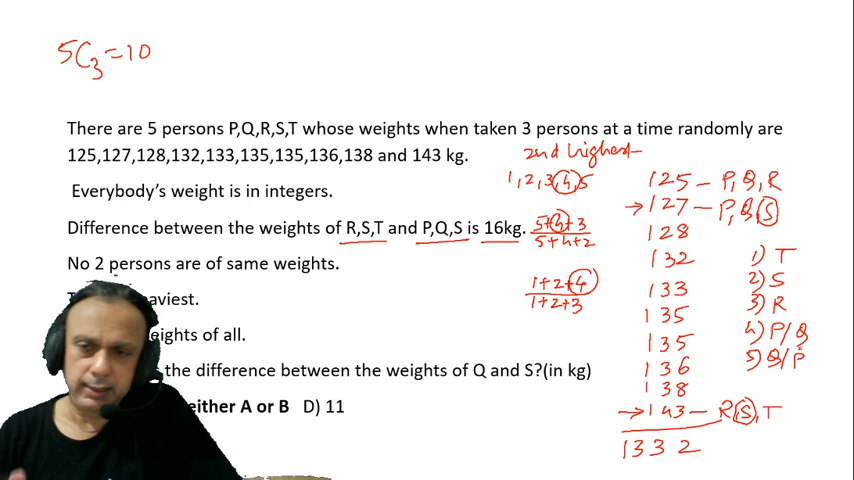 5C3=10
There are 5 persons P,Q,R,S,T whose weights when taken 3 persons at a time randomly are
125,127,128,132,133,135,135,136,138 and 143 kg.
2nd highest
1,2,3,4,5
Everybody's weight is in integers.
Difference between the weights of R,S,T and P,Q,S is 16kg.
5+4+3
5+4+2
No 2 persons are of same weights.
1+2+4
1+2+3
eaviest.
eights of all.
the difference between the weights of Q and S?(in kg)
either A or B D) 11
125 – P,Q,R
→127 – P,Q,S
128
132
133
135
135
136
138
→143 – R,S,T
1332
1) T
2) S
3) R
4) P/Q
5) Q/P